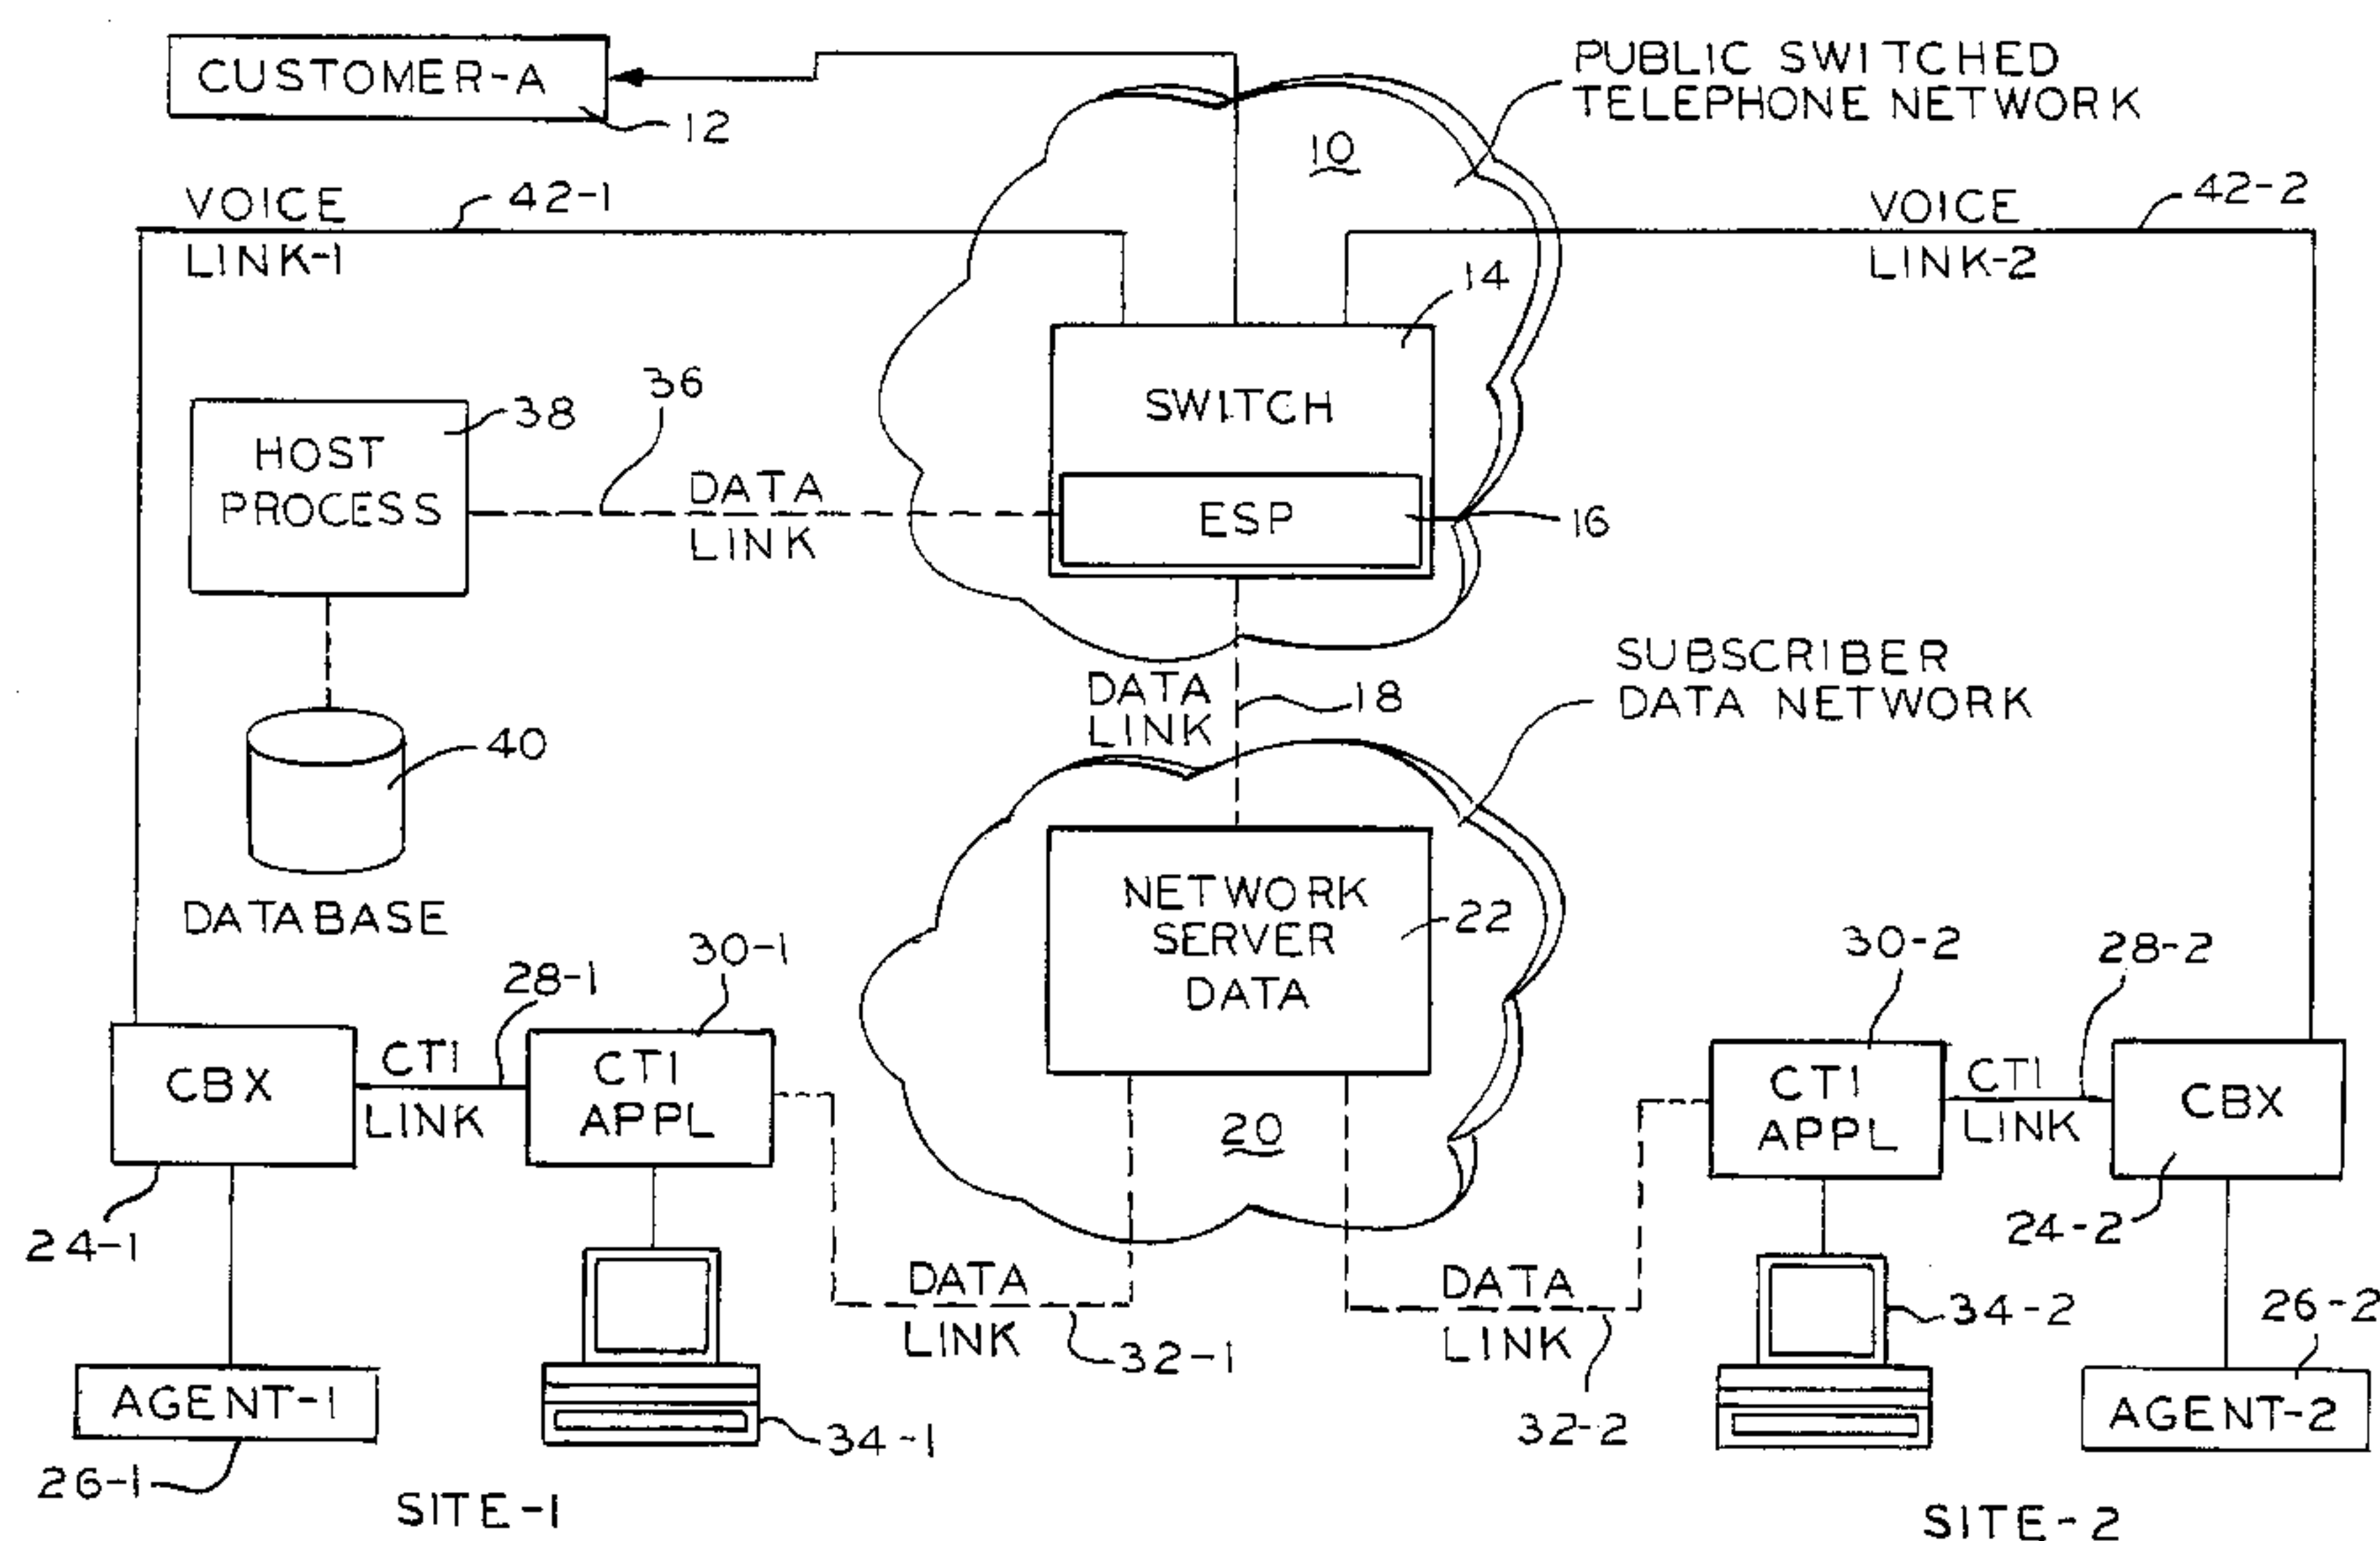 CUSTOMER-A
12
PUBLIC SWITCHED
TELEPHONE NETWORK
10
VOICE
LINK-1
42-1
VOICE
LINK-2
42-2
14
SWITCH
ESP
16
36
38
HOST
PROCESS
DATA
LINK
40
DATABASE
DATA
LINK
18
SUBSCRIBER
DATA NETWORK
NETWORK
SERVER
DATA
22
20
30-1
28-1
CBX
CTI
LINK
CTI
APPL
24-1
30-2
28-2
CTI
APPL
CTI
LINK
CBX
24-2
DATA
LINK
32-1
DATA
LINK
32-2
34-1
34-2
AGENT-1
26-1
26-2
AGENT-2
SITE-1
SITE-2